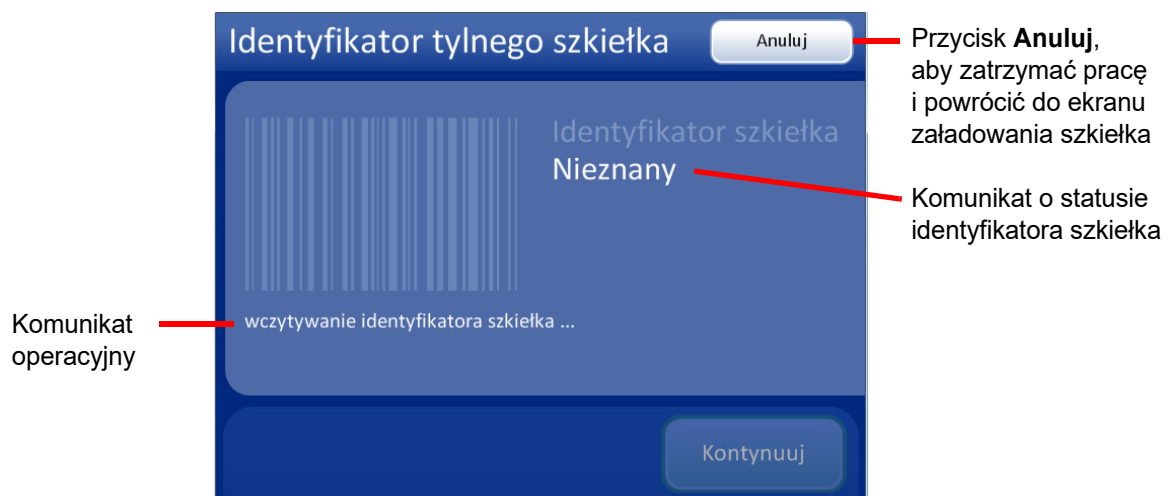 Identyfikator tylnego szkiełka
Anuluj
Identyfikator szkiełka
Nieznany
wczytywanie identyfikatora szkiełka ...
Kontynuuj
Komunikat
operacyjny
Przycisk Anuluj,
aby zatrzymać pracę
i powrócić do ekranu
załadowania szkiełka
Komunikat o statusie
identyfikatora szkiełka